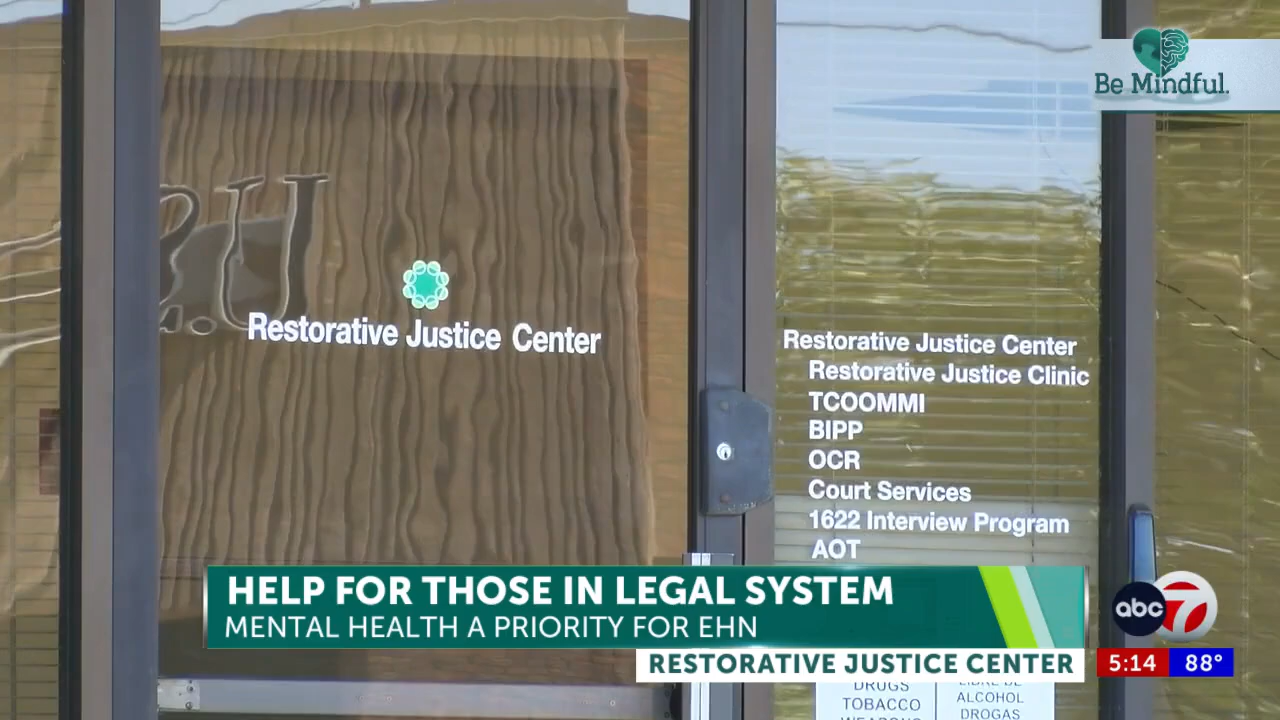 Be Mindful.
Restorative Justice Center
Restorative Justice Center
Restorative Justice Clinic
TCOOMMI
BIPP
OCR
Court Services
1622 Interview Program
AOT
HELP FOR THOSE IN LEGAL SYSTEM
MENTAL HEALTH A PRIORITY FOR EHN
RESTORATIVE JUSTICE CENTER
abc 7
5:14 88°
DRUGS
TOBACCO
ALCOHOL
DROGAS